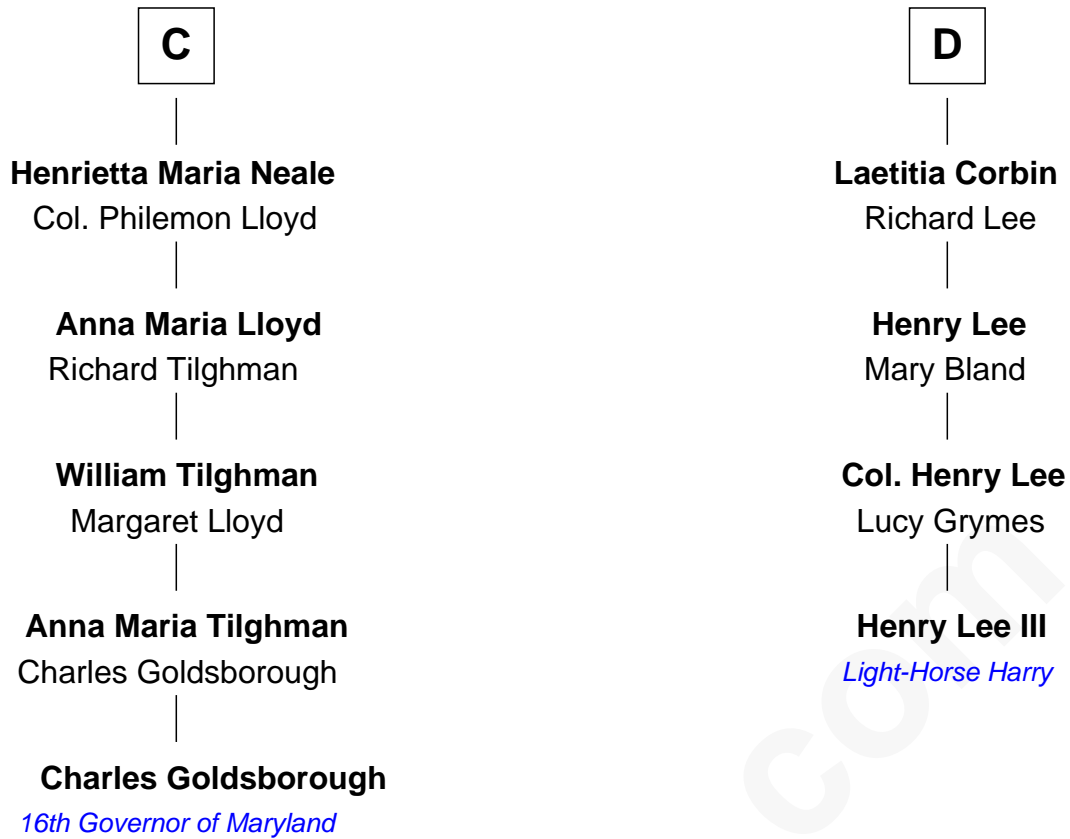 C
Henrietta Maria Neale
Col. Philemon Lloyd
Anna Maria Lloyd
Richard Tilghman
William Tilghman
Margaret Lloyd
Anna Maria Tilghman
Charles Goldsborough
Charles Goldsborough
16th Governor of Maryland
D
Laetitia Corbin
Richard Lee
Henry Lee
Mary Bland
Col. Henry Lee
Lucy Grymes
Henry Lee III
Light-Horse Harry
com